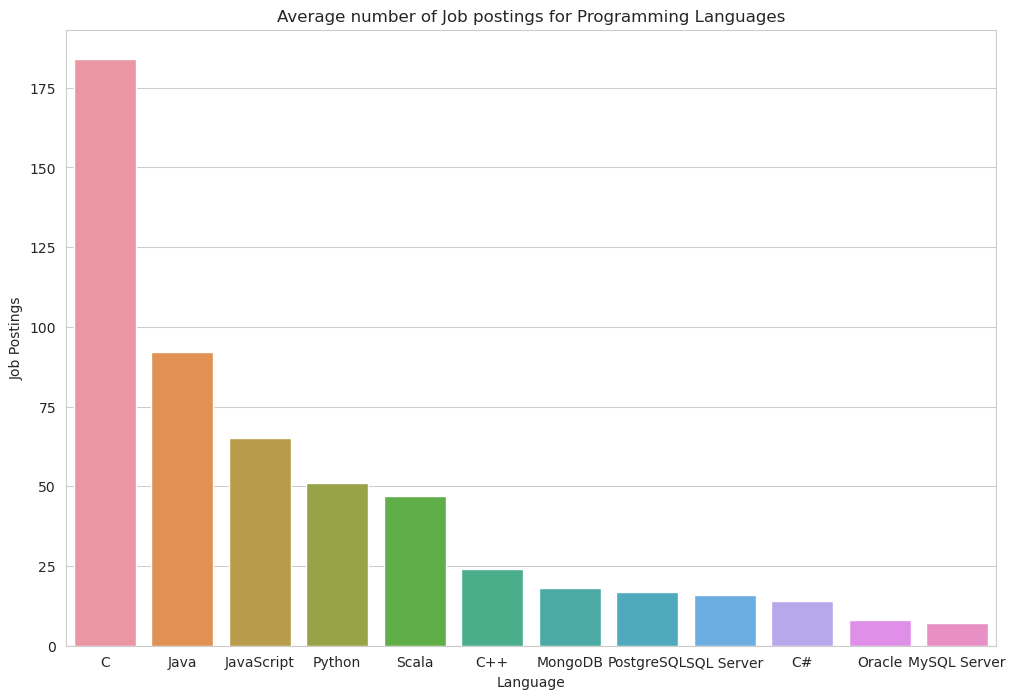 Average number of Job postings for Programming Languages
Job Postings
175
150
125
100
75
50
25
0
C Java JavaScript Python Scala C++ MongoDB PostgreSQL SQL Server C# Oracle MySQL Server
Language